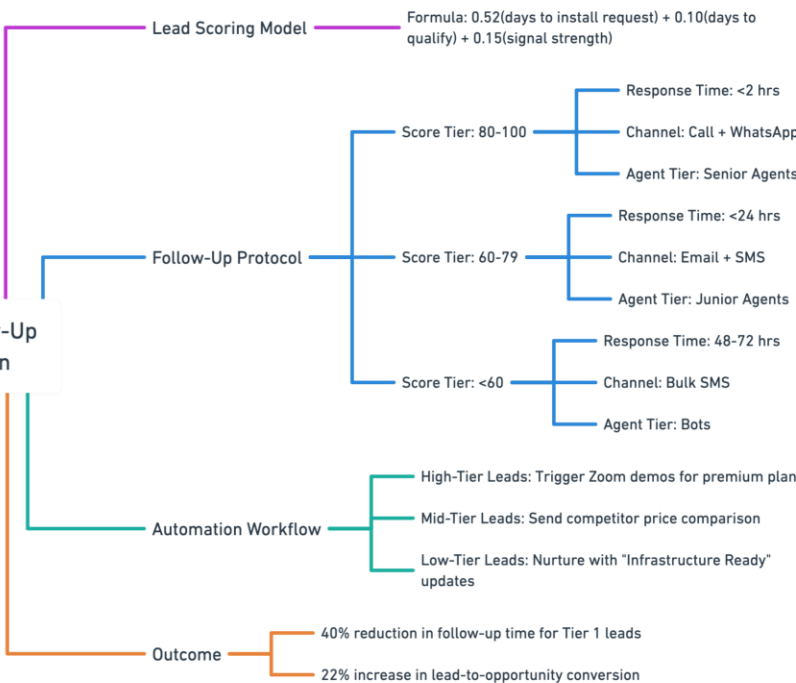 Lead Scoring Model
Formula: 0.52(days to install request) + 0.10(days to
qualify) + 0.15(signal strength)
-Up
n
Follow-Up Protocol
Score Tier: 80-100
Response Time: <2 hrs
Channel: Call + WhatsApp
Agent Tier: Senior Agents
Score Tier: 60-79
Response Time: <24 hrs
Channel: Email + SMS
Agent Tier: Junior Agents
Score Tier: <60
Response Time: 48-72 hrs
Channel: Bulk SMS
Agent Tier: Bots
Automation Workflow
High-Tier Leads: Trigger Zoom demos for premium plan
Mid-Tier Leads: Send competitor price comparison
Low-Tier Leads: Nurture with "Infrastructure Ready"
updates
Outcome
40% reduction in follow-up time for Tier 1 leads
22% increase in lead-to-opportunity conversion